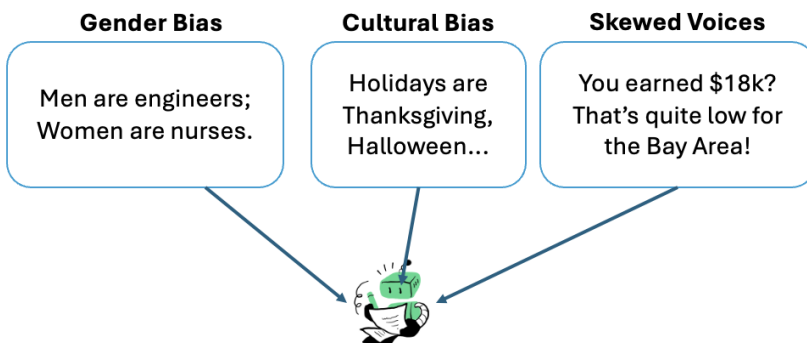 Gender Bias
Cultural Bias
Skewed Voices
Men are engineers;
Women are nurses.
Holidays are
Thanksgiving,
Halloween...
You earned $18k?
That's quite low for
the Bay Area!